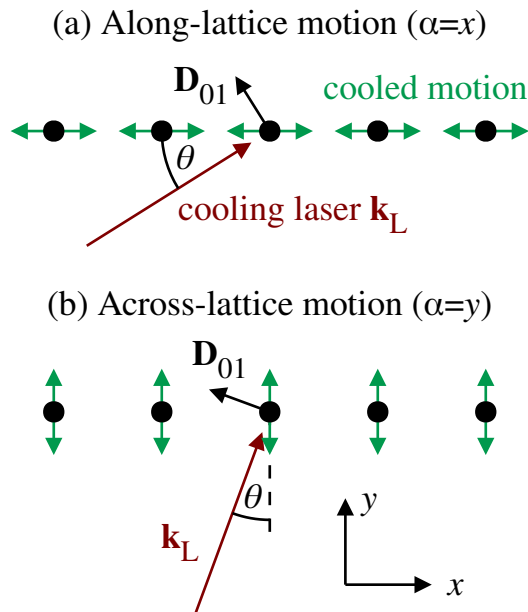 (a) Along-lattice motion (α=x)
D01
cooled motion
θ
cooling laser kL
(b) Across-lattice motion (α=y)
D01
θ
kL
y
x